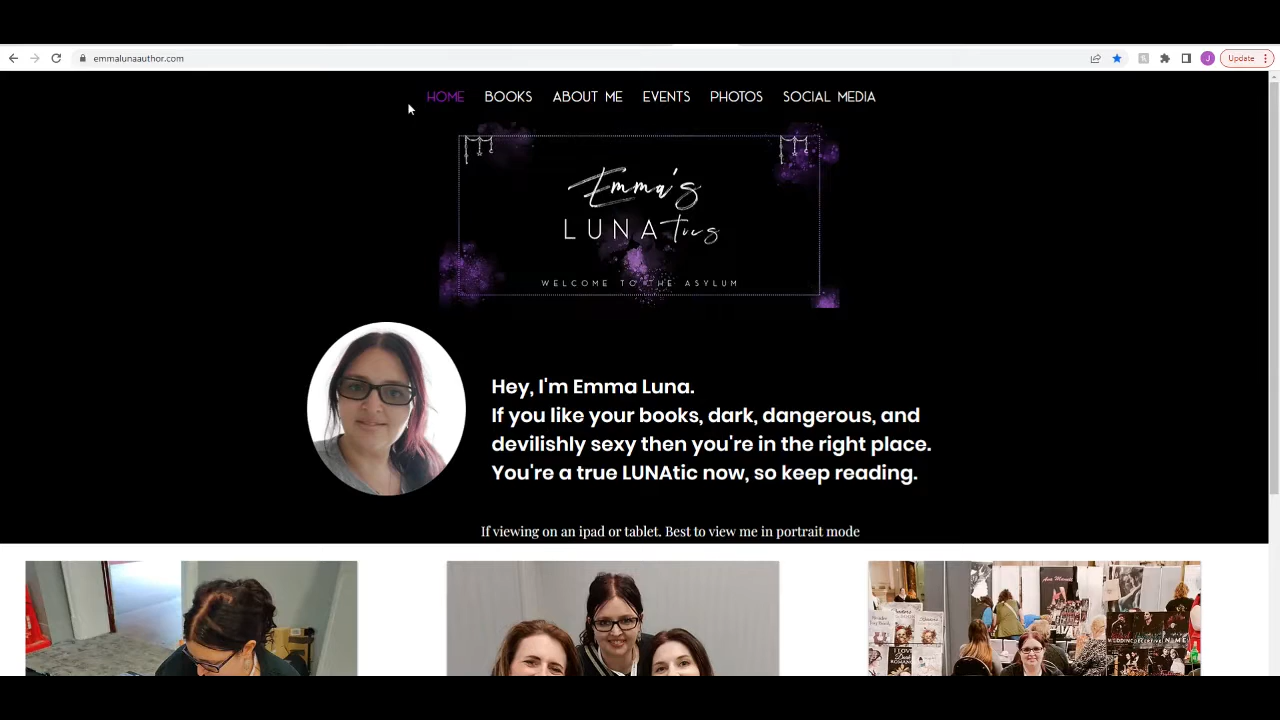 emmalunaauthor.com
Update
HOME BOOKS ABOUT ME EVENTS PHOTOS SOCIAL MEDIA
Emma's
LUNAtics
WELCOME TO THE ASYLUM
Hey, I'm Emma Luna.
If you like your books, dark, dangerous, and
devilishly sexy then you're in the right place.
You're a true LUNAtic now, so keep reading.
If viewing on an ipad or tablet. Best to view me in portrait mode